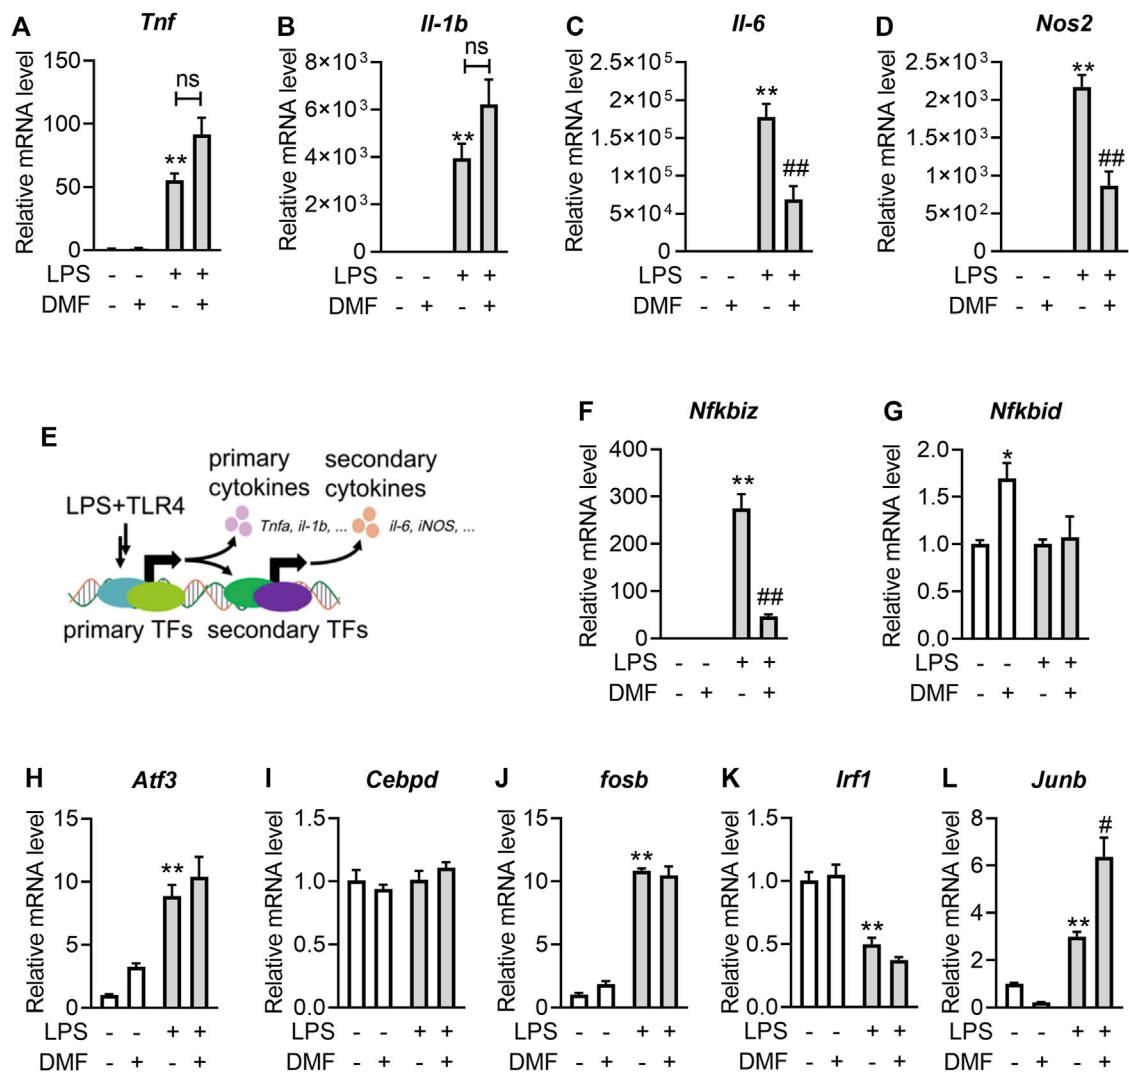 A Tnf
Relative mRNA level
150
100
50
0
**
ns
LPS - - + +
DMF - + - +
B Il-1b
Relative mRNA level
8×10³
6×10³
4×10³
2×10³
0
**
ns
LPS - - + +
DMF - + - +
C Il-6
Relative mRNA level
2.5×10⁵
2×10⁵
1.5×10⁵
1×10⁵
5×10⁴
0
**
##
LPS - - + +
DMF - + - +
D Nos2
Relative mRNA level
2.5×10³
2×10³
1.5×10³
1×10³
5×10²
0
**
##
LPS - - + +
DMF - + - +
E
LPS+TLR4
primary
cytokines
secondary
cytokines
Tnfa, il-1b, ...
il-6, iNOS, ...
primary TFs
secondary TFs
F Nfkbiz
Relative mRNA level
400
300
200
100
0
**
##
LPS - - + +
DMF - + - +
G Nfkbid
Relative mRNA level
2.0
1.5
1.0
0.5
0.0
*
LPS - - + +
DMF - + - +
H Atf3
Relative mRNA level
15
10
5
0
**
LPS - - + +
DMF - + - +
I Cebpd
Relative mRNA level
1.5
1.0
0.5
0.0
LPS - - + +
DMF - + - +
J fosb
Relative mRNA level
15
10
5
0
**
LPS - - + +
DMF - + - +
K Irf1
Relative mRNA level
1.5
1.0
0.5
0.0
**
LPS - - + +
DMF - + - +
L Junb
Relative mRNA level
8
6
4
2
0
**
#
LPS - - + +
DMF - + - +